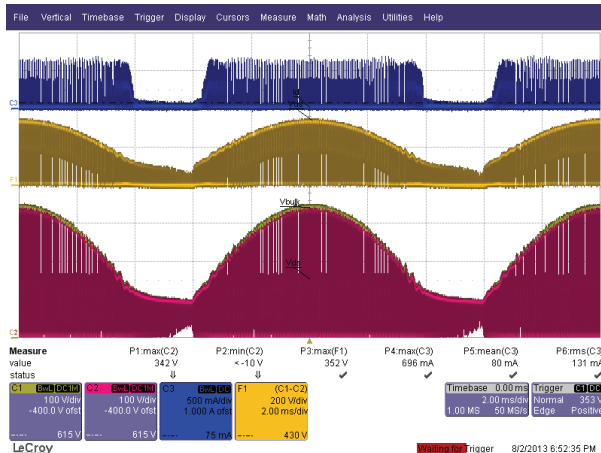 File Vertical Timebase Trigger Display Cursors Measure Math Analysis Utilities Help
C3
F1
Vbulk
Vds
C2
Measure P1:max(C2) P2:min(C2) P3:max(F1) P4:max(C3) P5:mean(C3) P6:rms(C3)
value 342 V <-10 V 352 V 696 mA 80 mA 131 mA
status
C1 BwL DC1M
100 V/div
-400.0 V ofst
615 V
C2 BwL DC1M
100 V/div
-400.0 V ofst
615 V
C3 BwL DC
500 mA/div
1.000 A ofst
75 mA
F1 (C1-C2)
200 V/div
2.00 ms/div
430 V
Timebase 0.00 ms
2.00 ms/div
1.00 MS 50 MS/s
Trigger C1 DC
Normal 353 V
Edge Positive
LeCroy
Waiting for Trigger 8/2/2013 6:52:35 PM